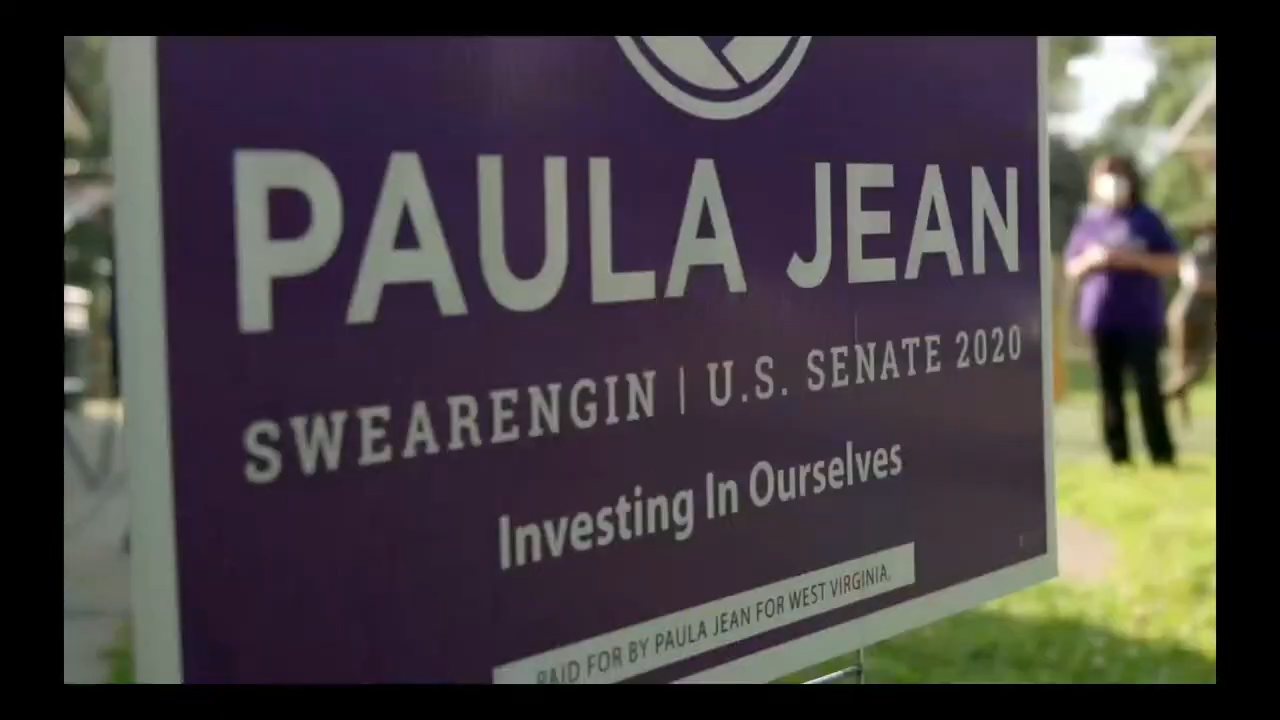 PAULA JEAN
SWEARENGIN | U.S. SENATE 2020
Investing In Ourselves
PAID FOR BY PAULA JEAN FOR WEST VIRGINIA.